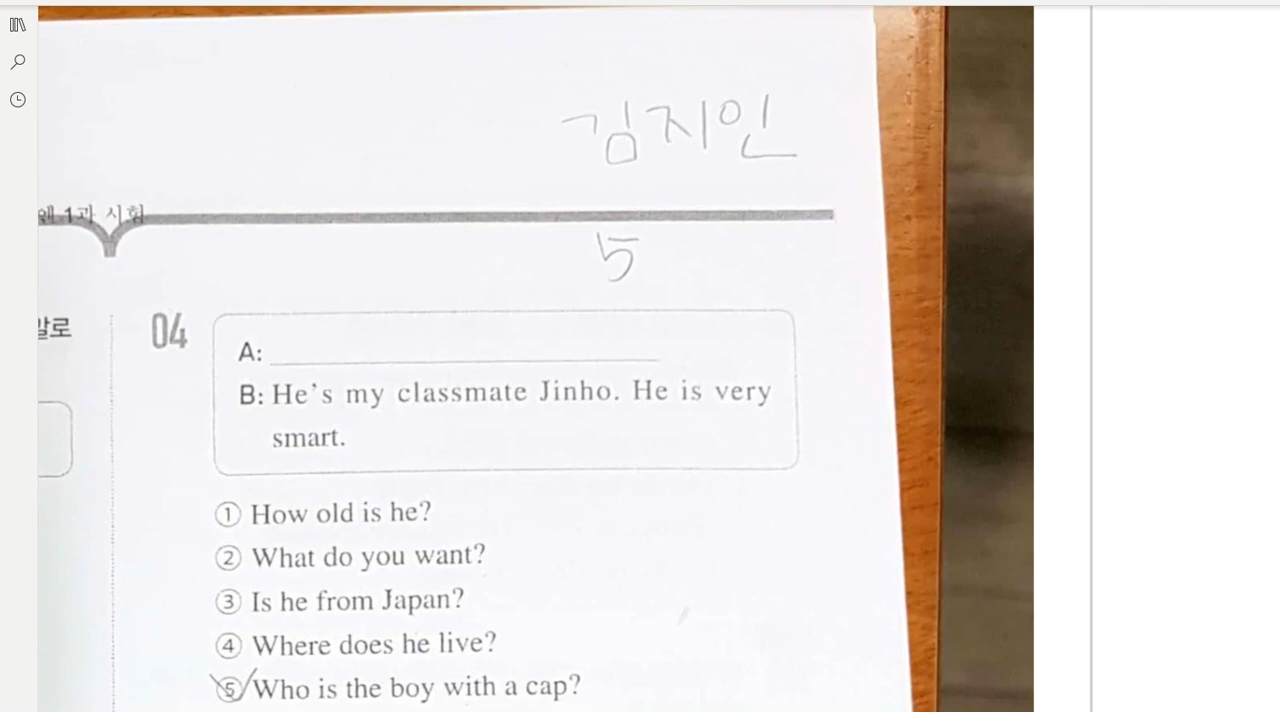 김지인
1과 시험
5
말로
04
A:
B: He's my classmate Jinho. He is very
smart.
① How old is he?
② What do you want?
③ Is he from Japan?
④ Where does he live?
⑤ Who is the boy with a cap?